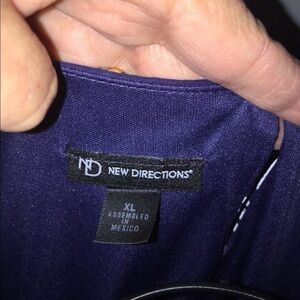 ND NEW DIRECTIONS®
XL
ASSEMBLED
IN
MEXICO